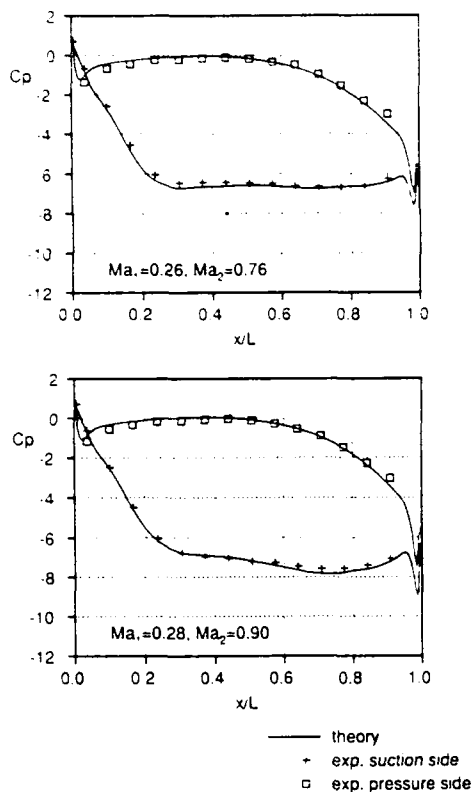 2
0
Cp
-2
-4
-6
-8
-10
-12
Ma₁=0.26, Ma₂=0.76
0.0 0.2 0.4 0.6 0.8 1.0
x/L
2
0
Cp
-2
-4
-6
-8
-10
-12
Ma₁=0.28, Ma₂=0.90
0.0 0.2 0.4 0.6 0.8 1.0
x/L
theory
+ exp. suction side
□ exp. pressure side